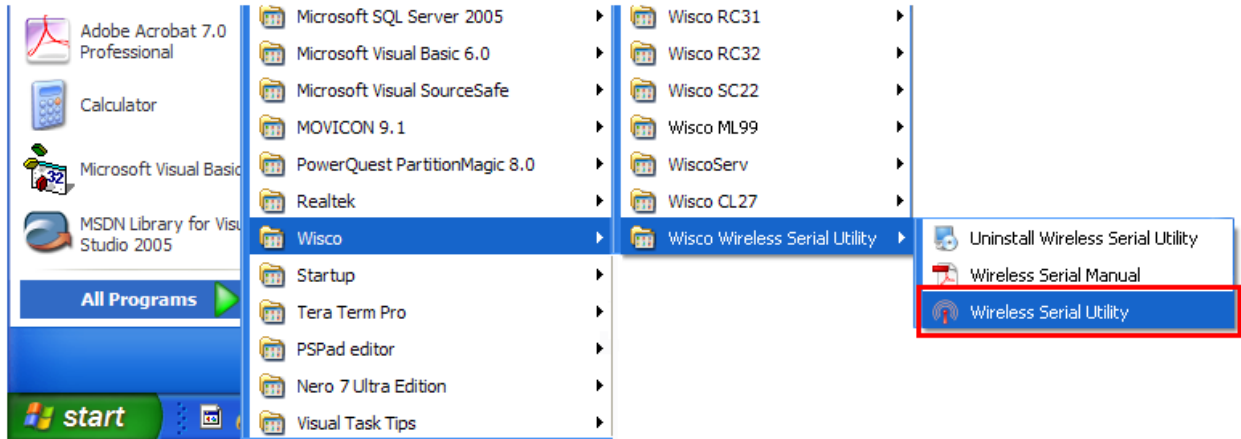 Adobe Acrobat 7.0
Professional
Calculator
Microsoft Visual Basic
MSDN Library for Visu
Studio 2005
All Programs
start
Microsoft SQL Server 2005
Microsoft Visual Basic 6.0
Microsoft Visual SourceSafe
MOVICON 9.1
PowerQuest PartitionMagic 8.0
Realtek
Wisco
Startup
Tera Term Pro
PSPad editor
Nero 7 Ultra Edition
Visual Task Tips
Wisco RC31
Wisco RC32
Wisco SC22
Wisco ML99
WiscoServ
Wisco CL27
Wisco Wireless Serial Utility
Uninstall Wireless Serial Utility
Wireless Serial Manual
Wireless Serial Utility